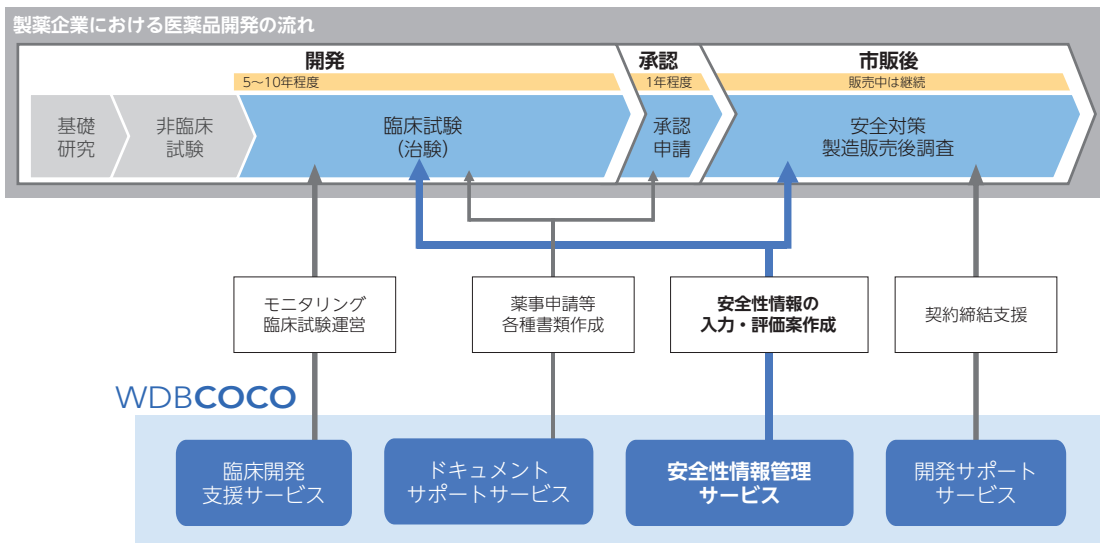 製薬企業における医薬品開発の流れ
開発
承認
市販後
5～10年程度
1年程度
販売中は継続
基礎
研究
非臨床
試験
臨床試験
（治験）
承認
申請
安全対策
製造販売後調査
モニタリング
臨床試験運営
薬事申請等
各種書類作成
安全性情報の
入力・評価案作成
契約締結支援
WDBCOCO
臨床開発
支援サービス
ドキュメント
サポートサービス
安全性情報管理
サービス
開発サポート
サービス